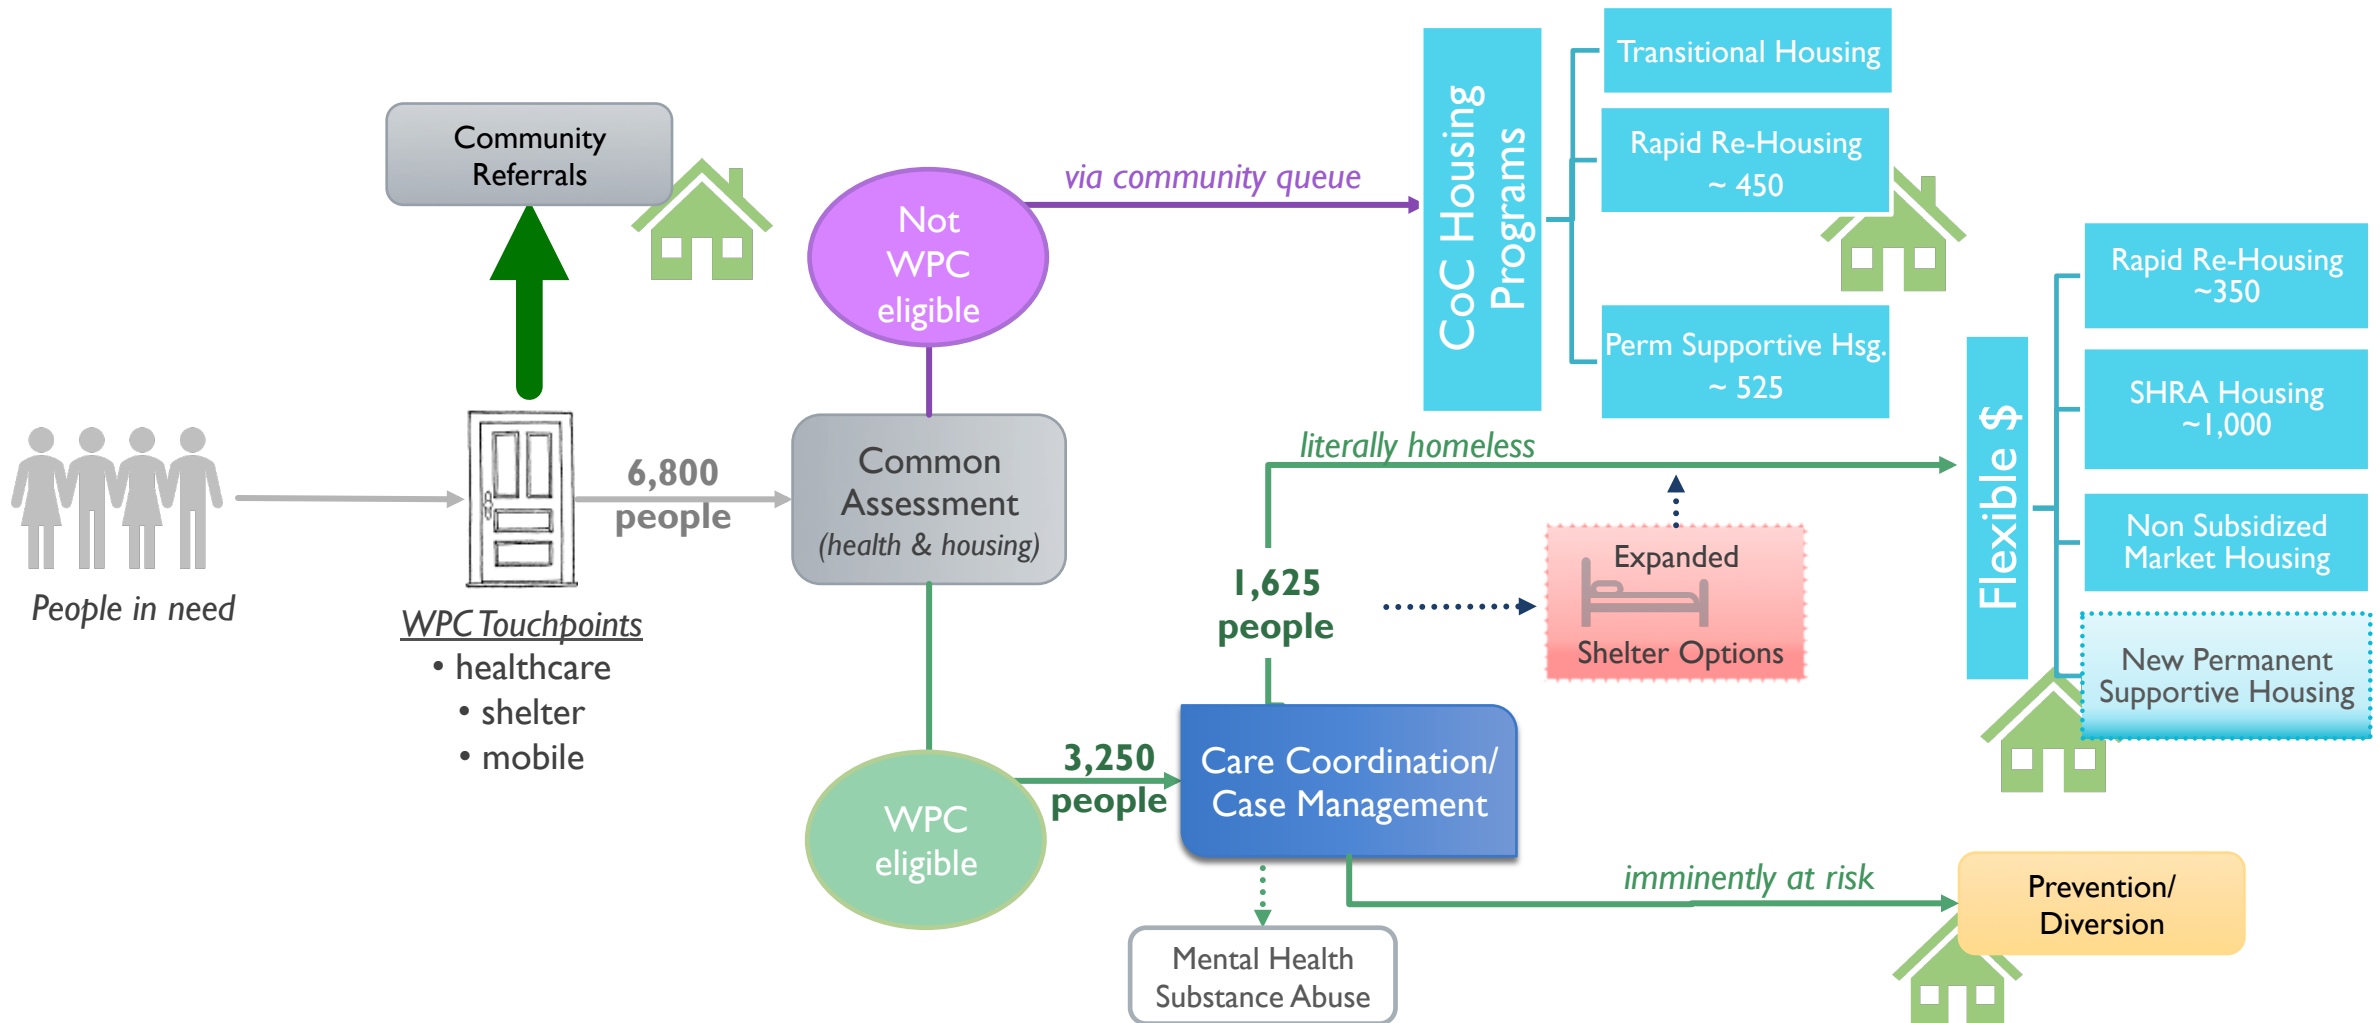 People in need
Community
Referrals
WPC Touchpoints
• healthcare
• shelter
• mobile
6,800
people
Common
Assessment
(health & housing)
Not
WPC
eligible
via community queue
CoC Housing
Programs
Transitional Housing
Rapid Re-Housing
~ 450
Perm Supportive Hsg.
~ 525
WPC
eligible
3,250
people
Care Coordination/
Case Management
Mental Health
Substance Abuse
1,625
people
literally homeless
Expanded
Shelter Options
Flexible $
Rapid Re-Housing
~350
SHRA Housing
~1,000
Non Subsidized
Market Housing
New Permanent
Supportive Housing
imminently at risk
Prevention/
Diversion